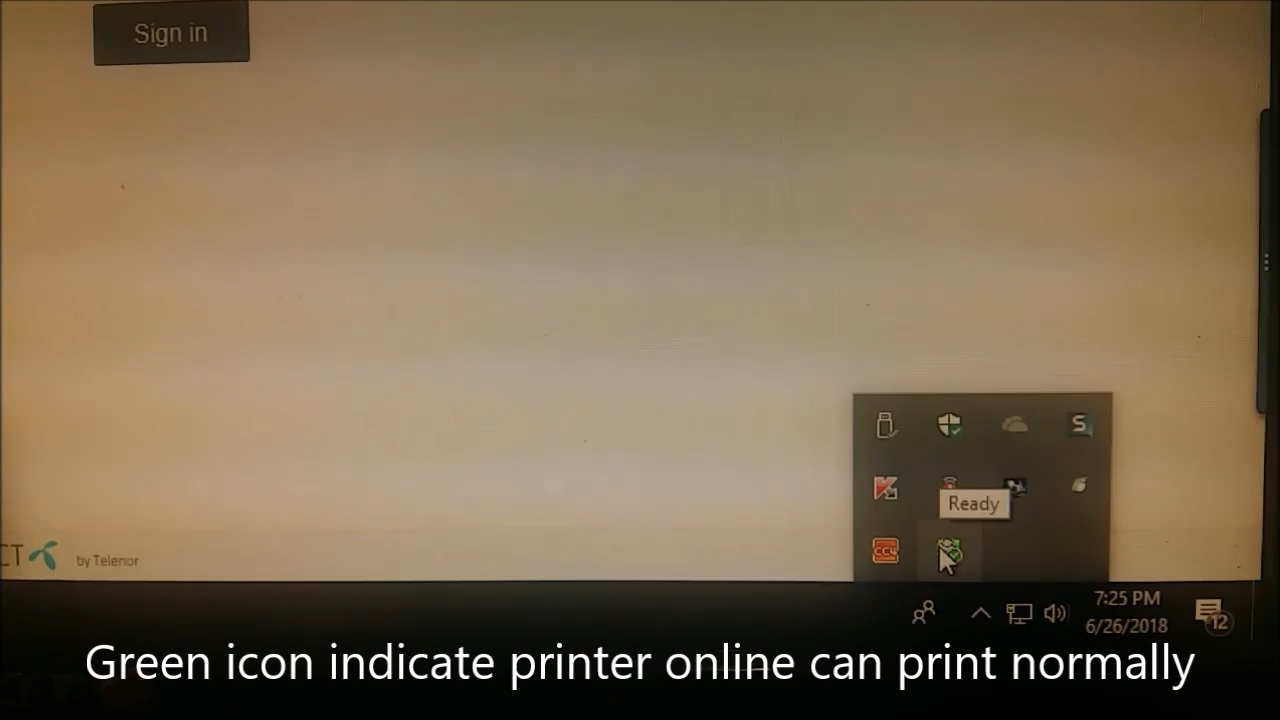 Sign in
S
Ready
CC4
CT by Telenor
7:25 PM
6/26/2018
12
Green icon indicate printer online can print normally